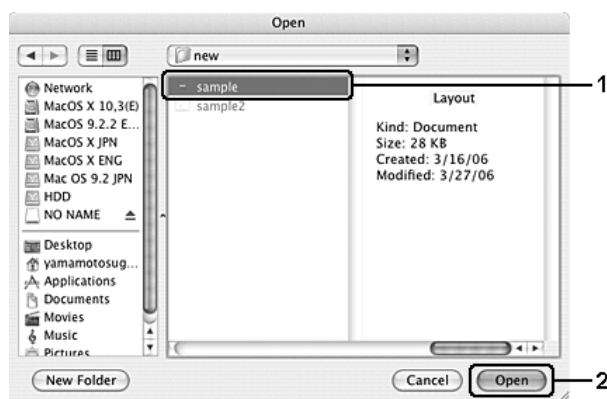 Open
new
Network
MacOS X 10,3(E)
MacOS 9.2.2 E...
MacOS X JPN
MacOS X ENG
Mac OS 9.2 JPN
HDD
NO NAME
Desktop
yamamotosug...
Applications
Documents
Movies
Music
Pictures
sample
sample2
Layout
Kind: Document
Size: 28 KB
Created: 3/16/06
Modified: 3/27/06
1
New Folder
Cancel
Open
2